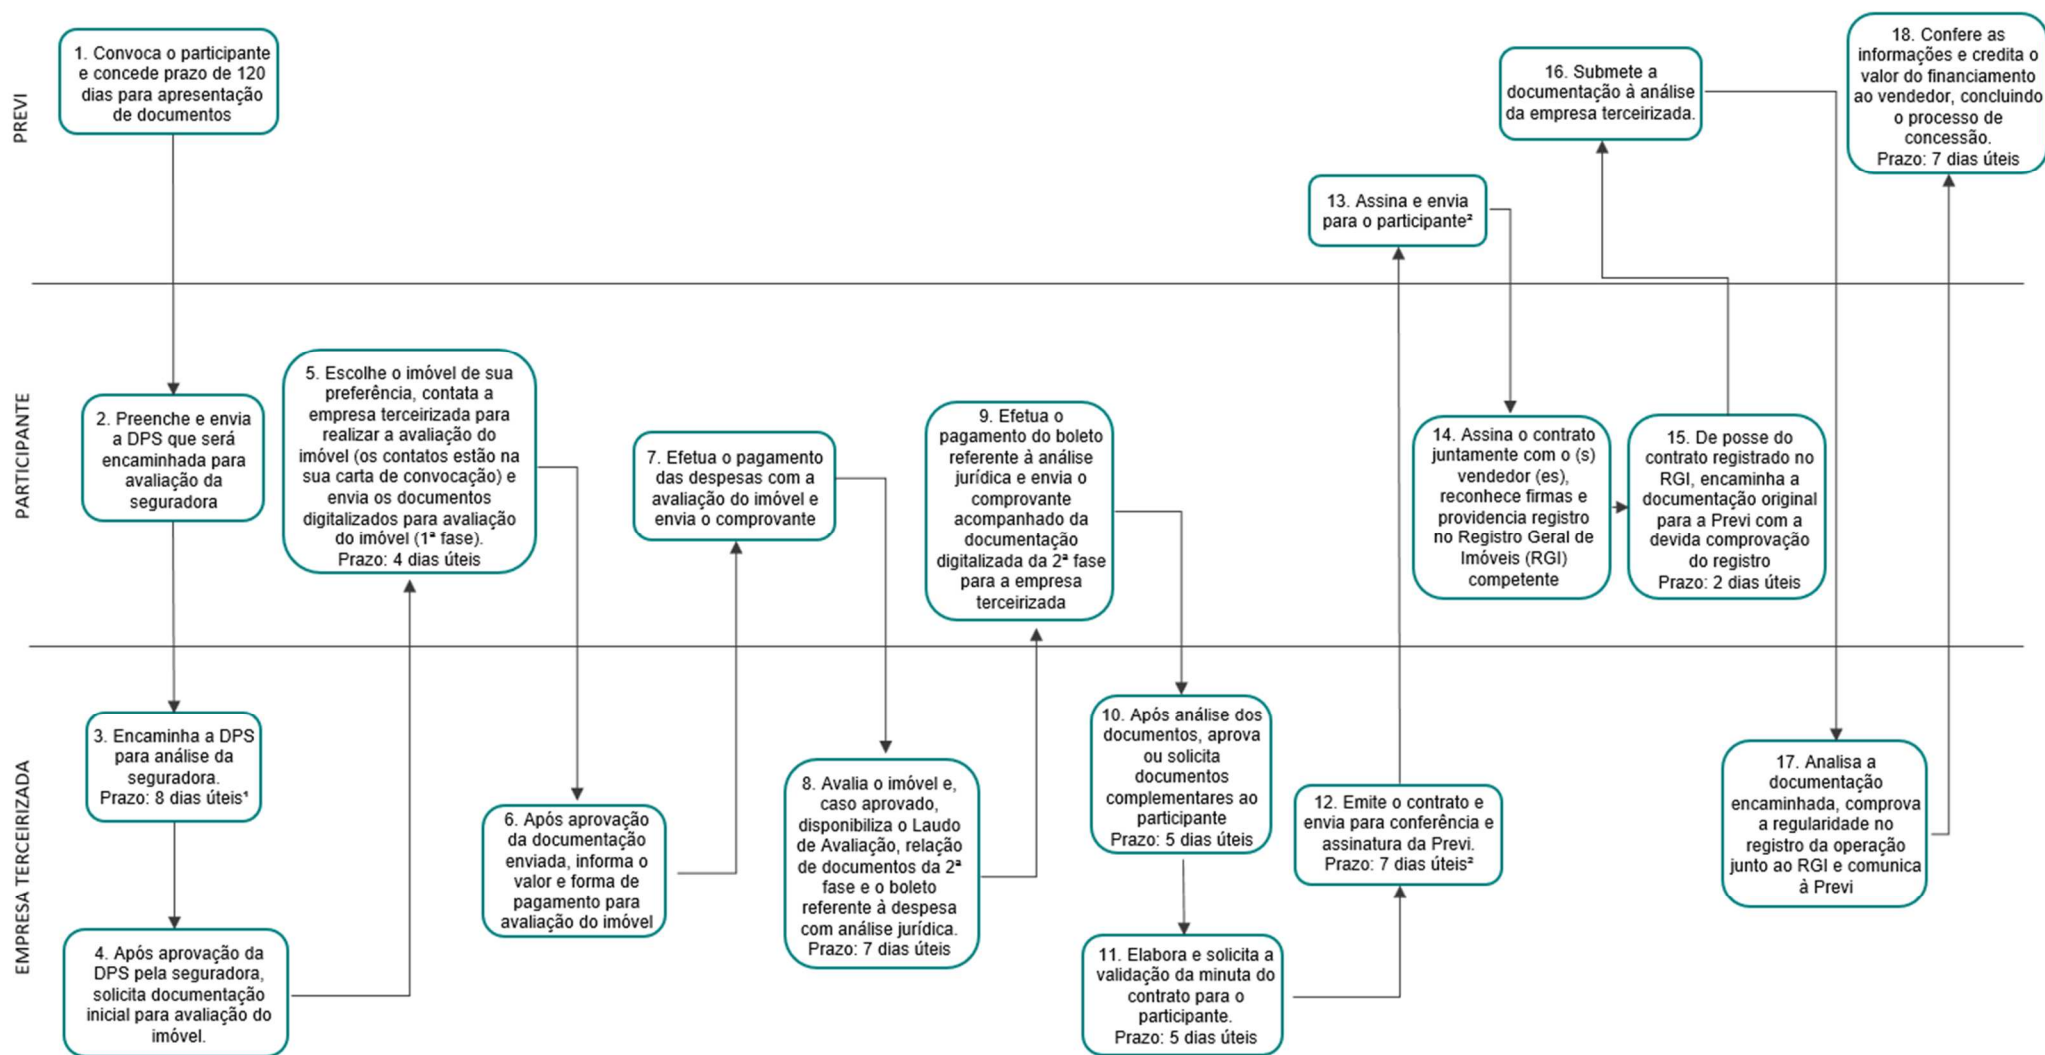 PREVI
1. Convoca o participante
e concede prazo de 120
dias para apresentação
de documentos
PARTICIPANTE
2. Preenche e envia
a DPS que será
encaminhada para
avaliação da
seguradora
EMPRESA TERCEIRIZADA
3. Encaminha a DPS
para análise da
seguradora.
Prazo: 8 dias úteis¹
4. Após aprovação da
DPS pela seguradora,
solicita documentação
inicial para avaliação do
imóvel.
5. Escolhe o imóvel de sua
preferência, contata a
empresa terceirizada para
realizar a avaliação do
imóvel (os contatos estão na
sua carta de convocação) e
envia os documentos
digitalizados para avaliação
do imóvel (1ª fase).
Prazo: 4 dias úteis
6. Após aprovação
da documentação
enviada, informa o
valor e forma de
pagamento para
avaliação do imóvel
7. Efetua o pagamento
das despesas com a
avaliação do imóvel e
envia o comprovante
8. Avalia o imóvel e,
caso aprovado,
disponibiliza o Laudo
de Avaliação, relação
de documentos da 2ª
fase e o boleto
referente à despesa
com análise jurídica.
Prazo: 7 dias úteis
9. Efetua o
pagamento do boleto
referente à análise
jurídica e envia o
comprovante
acompanhado da
documentação
digitalizada da 2ª fase
para a empresa
terceirizada
10. Após análise dos
documentos, aprova
ou solicita
documentos
complementares ao
participante
Prazo: 5 dias úteis
11. Elabora e solicita a
validação da minuta do
contrato para o
participante.
Prazo: 5 dias úteis
12. Emite o contrato e
envia para conferência e
assinatura da Previ.
Prazo: 7 dias úteis²
13. Assina e envia
para o participante²
14. Assina o contrato
juntamente com o (s)
vendedor (es),
reconhece firmas e
providencia registro
no Registro Geral de
Imóveis (RGI)
competente
15. De posse do
contrato registrado no
RGI, encaminha a
documentação original
para a Previ com a
devida comprovação
do registro
Prazo: 2 dias úteis
16. Submete a
documentação à análise
da empresa terceirizada.
17. Analisa a
documentação
encaminhada, comprova
a regularidade no
registro da operação
junto ao RGI e comunica
à Previ
18. Confere as
informações e credita o
valor do financiamento
ao vendedor, concluindo
o processo de
concessão.
Prazo: 7 dias úteis